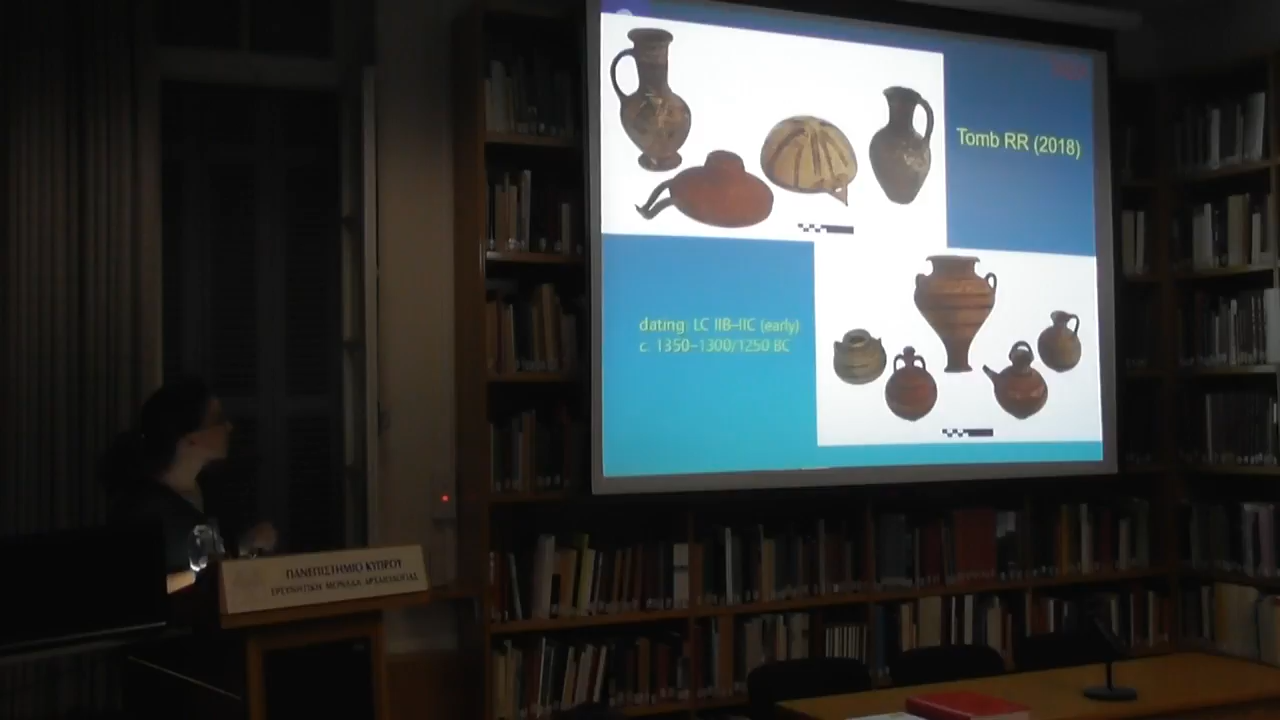 Tomb RR (2018)
dating: LC IIB–IIC (early)
c. 1350–1300/1250 BC
ΠΑΝΕΠΙΣΤΗΜΙΟ ΚΥΠΡΟΥ
ΕΡΕΥΝΗΤΙΚΗ ΜΟΝΑΔΑ ΑΡΧΑΙΟΛΟΓΙΑΣ